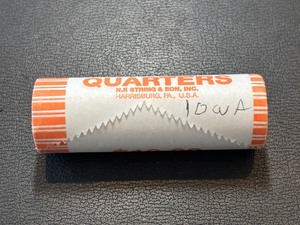 QUARTERS
N.F. STRING & SON, INC.
HARRISBURG, PA., U.S.A.
IOWA